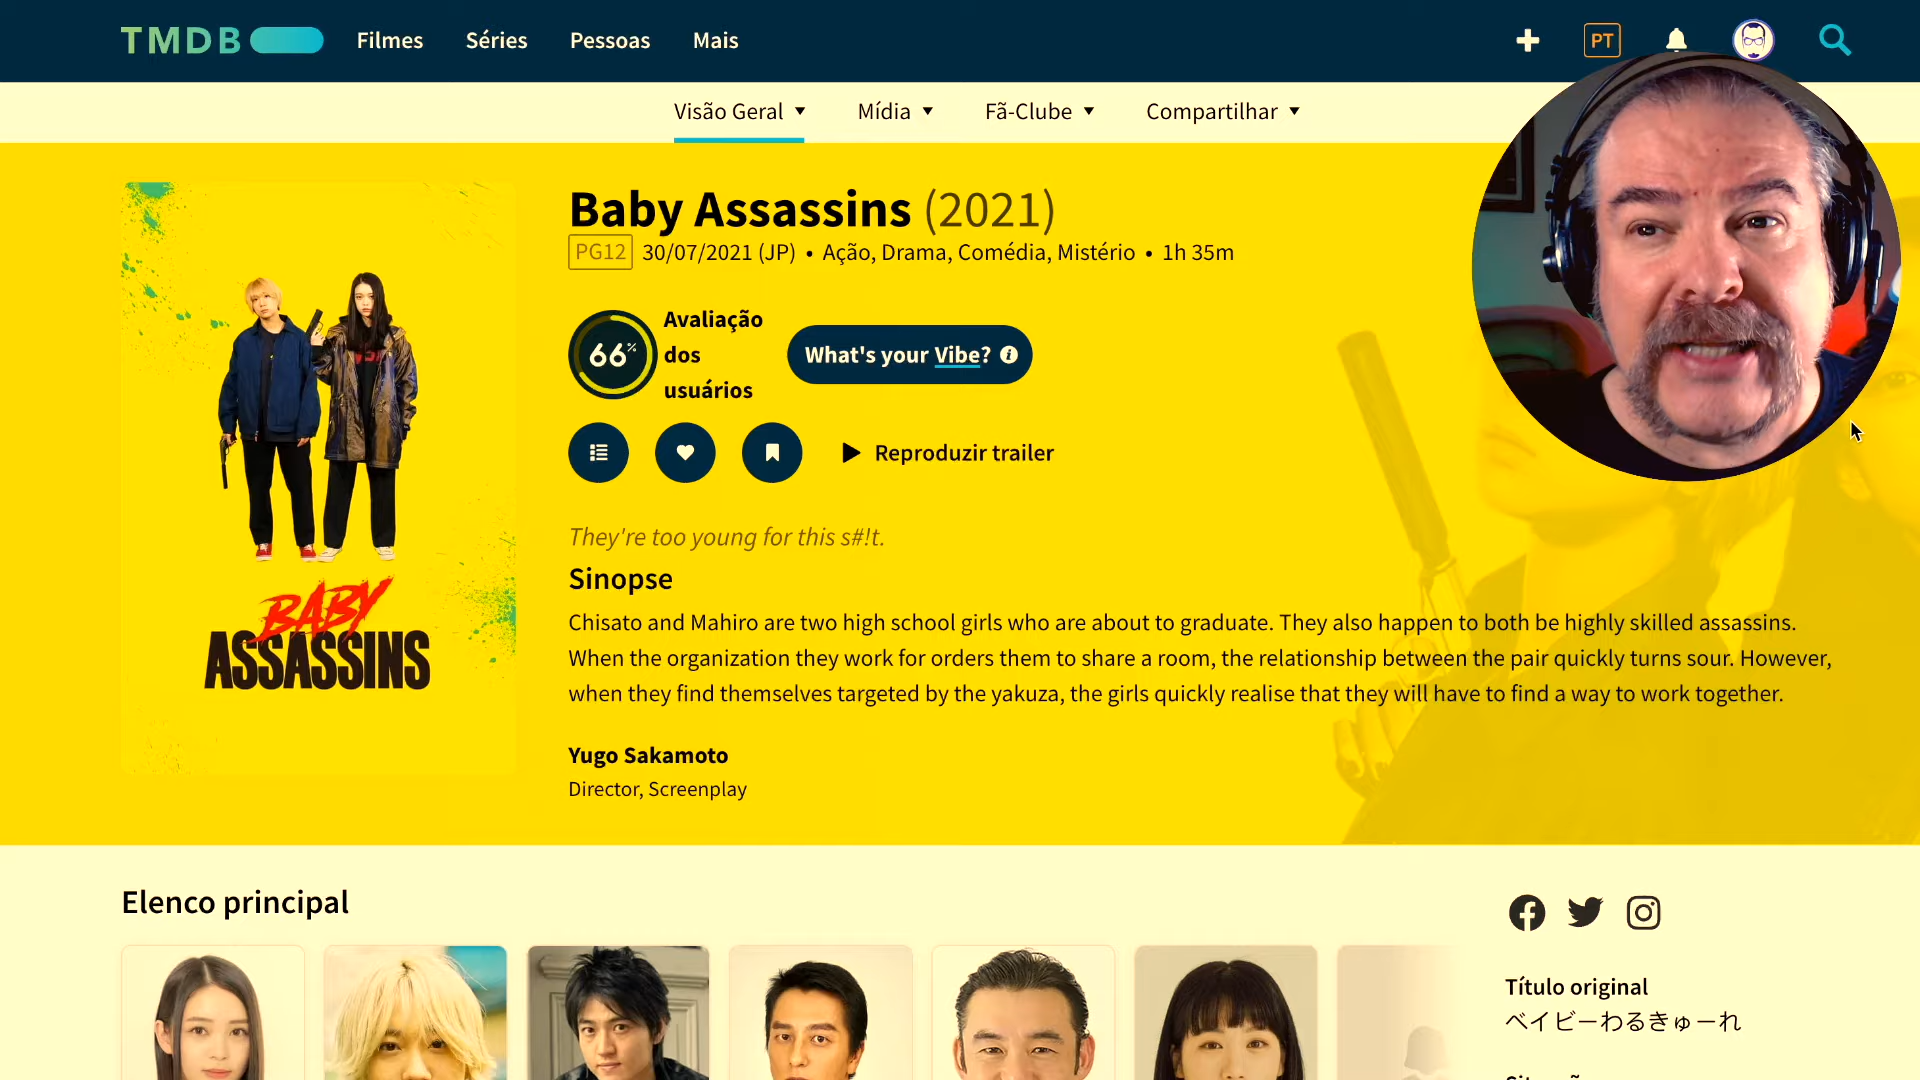 TMDB
Filmes
Séries
Pessoas
Mais
PT
Visão Geral
Mídia
Fã-Clube
Compartilhar
Baby Assassins (2021)
PG12 30/07/2021 (JP) • Ação, Drama, Comédia, Mistério • 1h 35m
66%
Avaliação
dos
usuários
What's your Vibe?
Reproduzir trailer
They're too young for this s#!t.
Sinopse
Chisato and Mahiro are two high school girls who are about to graduate. They also happen to both be highly skilled assassins.
When the organization they work for orders them to share a room, the relationship between the pair quickly turns sour. However,
when they find themselves targeted by the yakuza, the girls quickly realise that they will have to find a way to work together.
Yugo Sakamoto
Director, Screenplay
BABY
ASSASSINS
Elenco principal
Título original
ベイビーわるきゅーれ